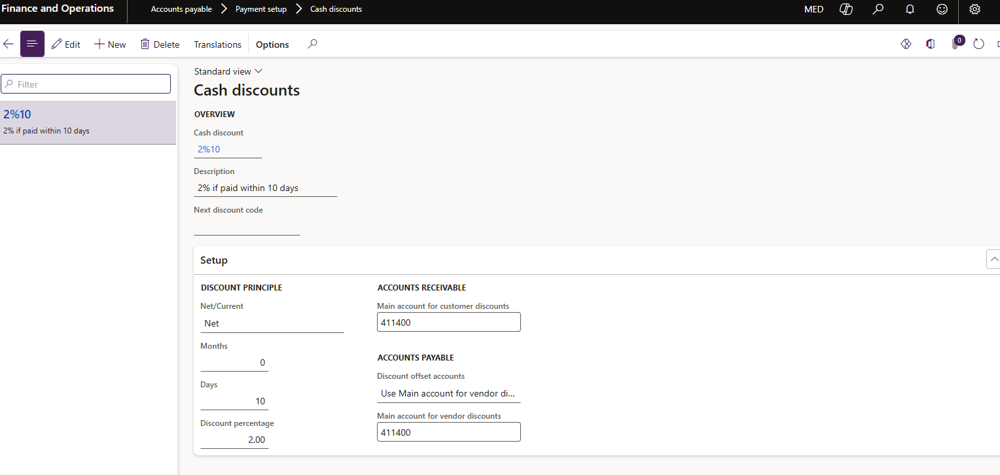 Finance and Operations
Accounts payable
Payment setup
Cash discounts
MED
Edit
New
Delete
Translations
Options
0
Filter
2%10
2% if paid within 10 days
Standard view
Cash discounts
OVERVIEW
Cash discount
2%10
Description
2% if paid within 10 days
Next discount code
Setup
DISCOUNT PRINCIPLE
Net/Current
Net
Months
0
Days
10
Discount percentage
2.00
ACCOUNTS RECEIVABLE
Main account for customer discounts
411400
ACCOUNTS PAYABLE
Discount offset accounts
Use Main account for vendor di...
Main account for vendor discounts
411400